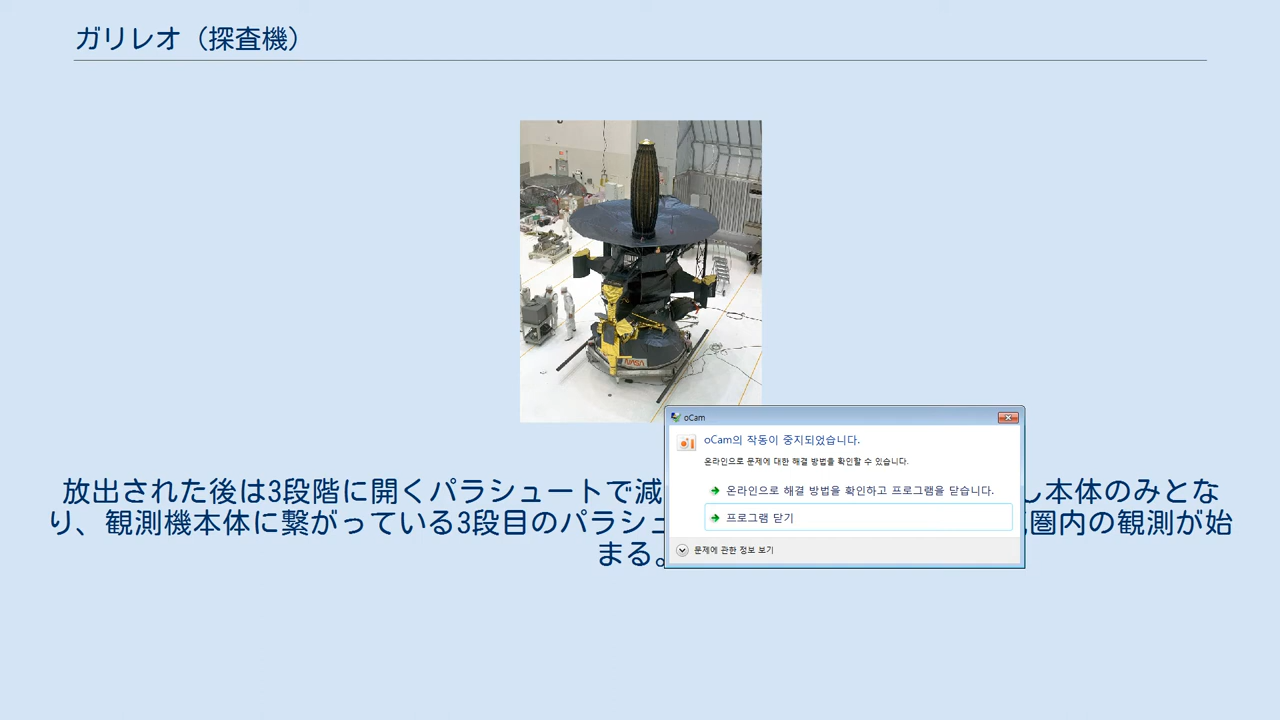 ガリレオ（探査機）
NASA
oCam
oCam의 작동이 중지되었습니다.
온라인으로 문제에 대한 해결 방법을 확인할 수 있습니다.
온라인으로 해결 방법을 확인하고 프로그램을 닫습니다.
프로그램 닫기
문제에 관한 정보 보기
放出された後は3段階に開くパラシュートで減 し本体のみとな
り、観測機本体に繋がっている3段目のパラシュ 圏内の観測が始
まる。